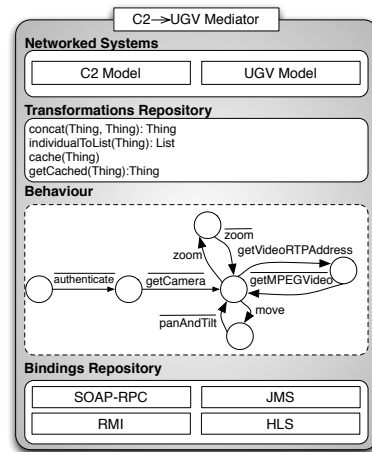 C2→UGV Mediator
Networked Systems
C2 Model
UGV Model
Transformations Repository
concat(Thing, Thing): Thing
individualToList(Thing): List
cache(Thing)
getCached(Thing):Thing
Behaviour
zoom
zoom
getVideoRTPAddress
authenticate
getCamera
getMPEGVideo
move
panAndTilt
Bindings Repository
SOAP-RPC
JMS
RMI
HLS